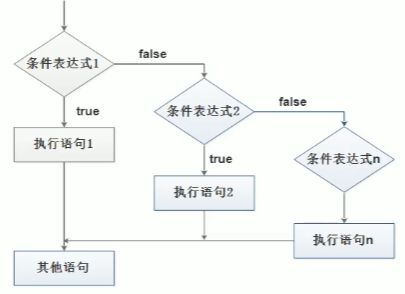 条件表达式1
false
true
执行语句1
条件表达式2
false
true
执行语句2
条件表达式n
执行语句n
其他语句